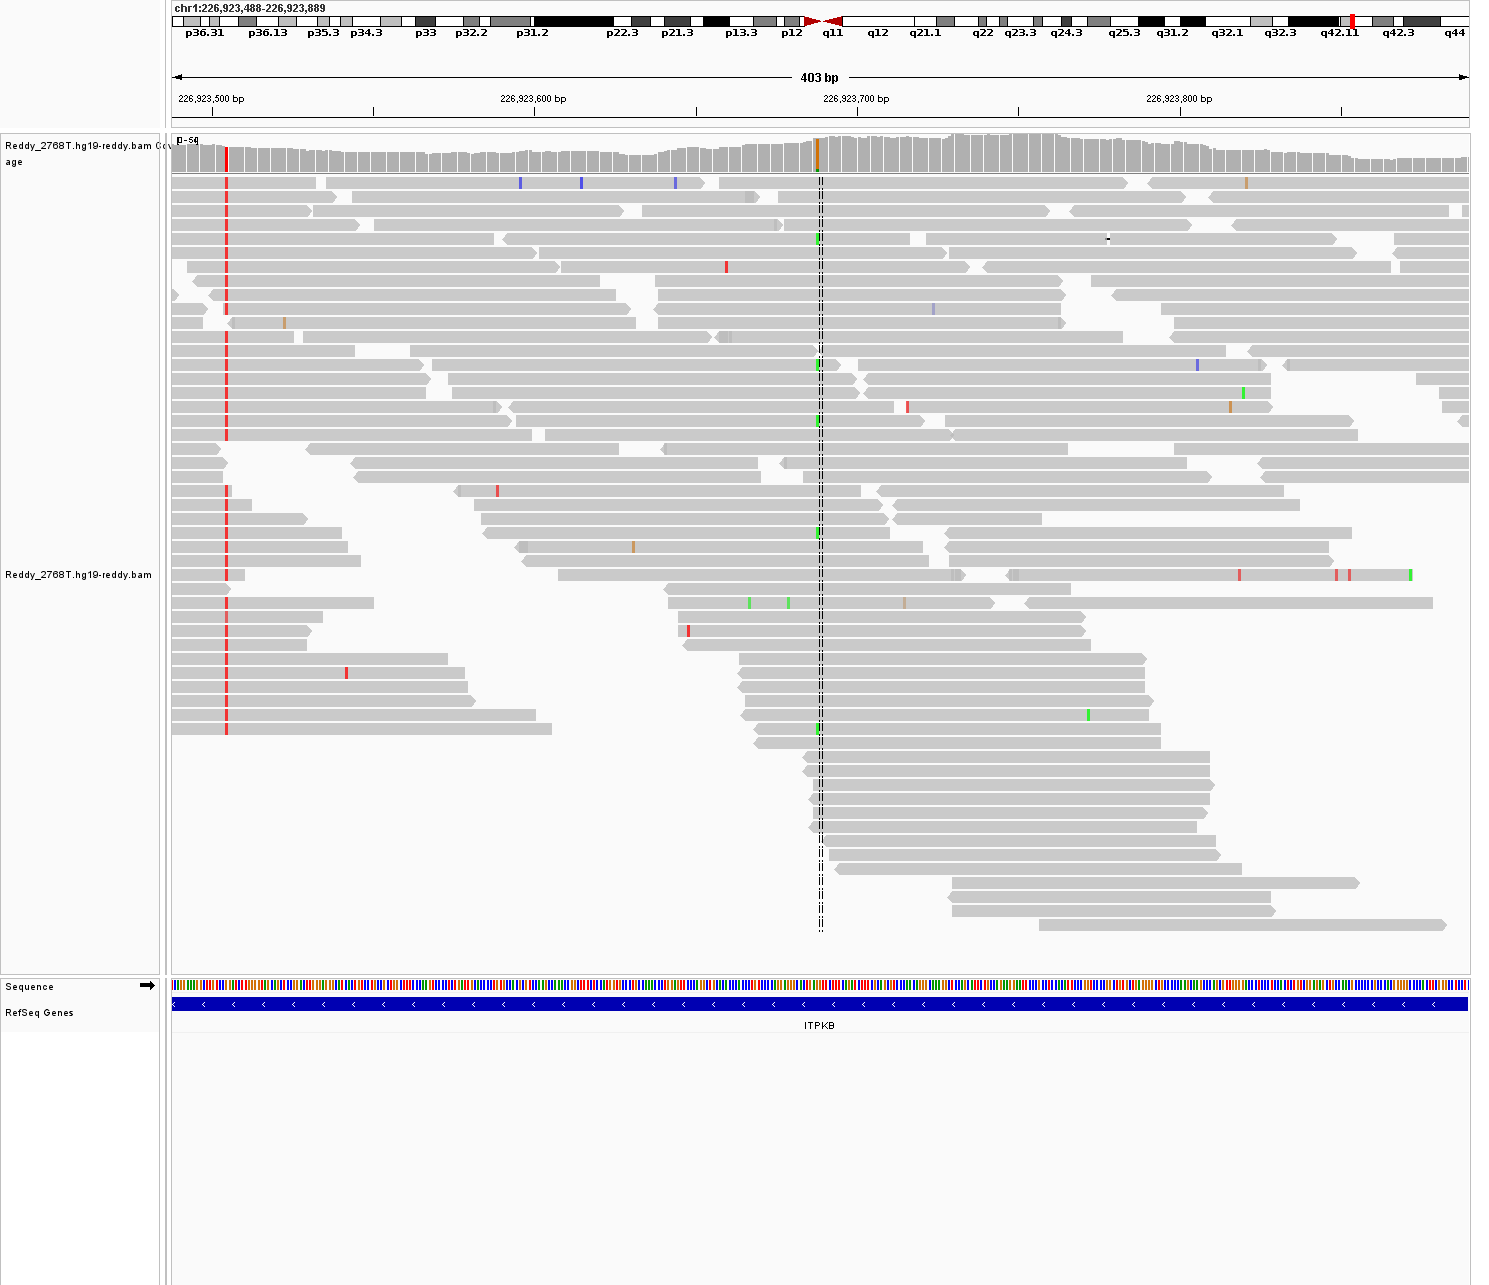 chr1:226,923,488-226,923,889
p36.31 p36.13 p35.3 p34.3 p33 p32.2 p31.2 p22.3 p21.3 p13.3 p12 q11 q12 q21.1 q22 q23.3 q24.3 q25.3 q31.2 q32.1 q32.3 q42.11 q42.3 q44
403 bp
226,923,500 bp 226,923,600 bp 226,923,700 bp 226,923,800 bp
Reddy_2768T.hg19-reddy.bam Cov
age
Reddy_2768T.hg19-reddy.bam
Sequence
RefSeq Genes
ITPKB